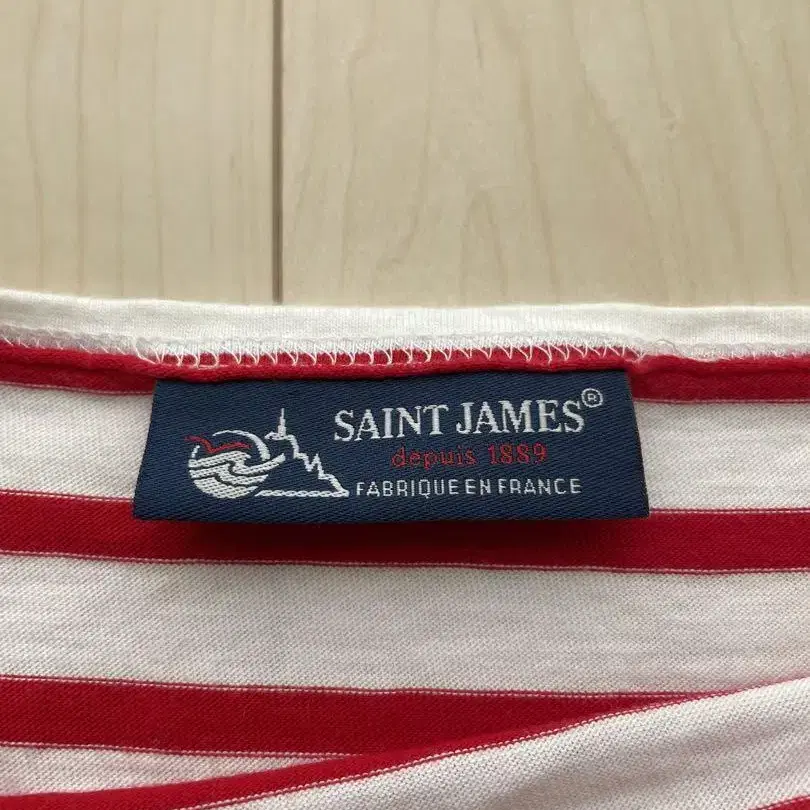 SAINT JAMES®
depuis 1889
FABRIQUE EN FRANCE